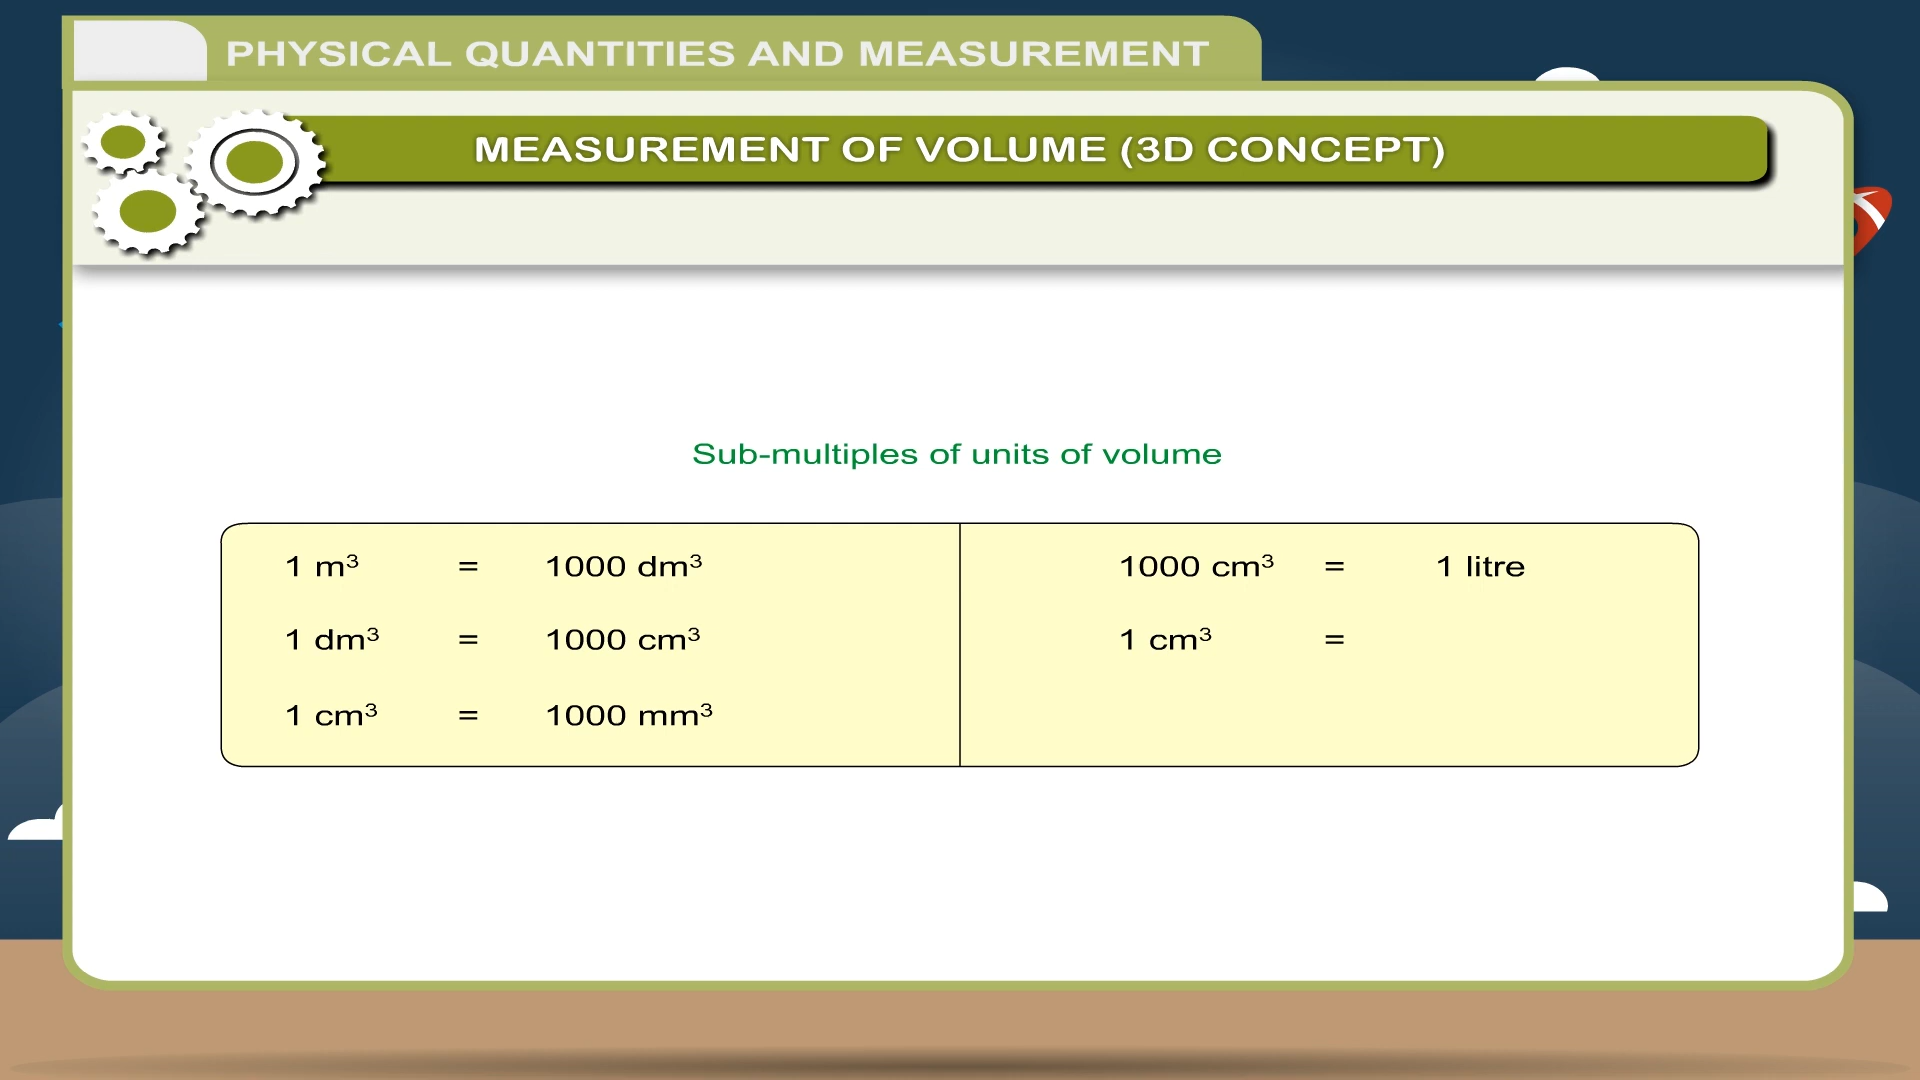 PHYSICAL QUANTITIES AND MEASUREMENT
MEASUREMENT OF VOLUME (3D CONCEPT)
Sub-multiples of units of volume
1 m³ = 1000 dm³
1 dm³ = 1000 cm³
1 cm³ = 1000 mm³
1000 cm³ = 1 litre
1 cm³ =